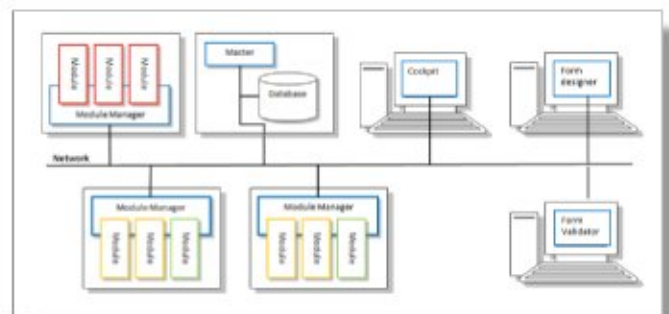 Module
Module
Module
Module Manager
Master
Database
Cockpit
Form
designer
Network
Module Manager
Module
Module
Module
Module Manager
Module
Module
Module
Form
Validator